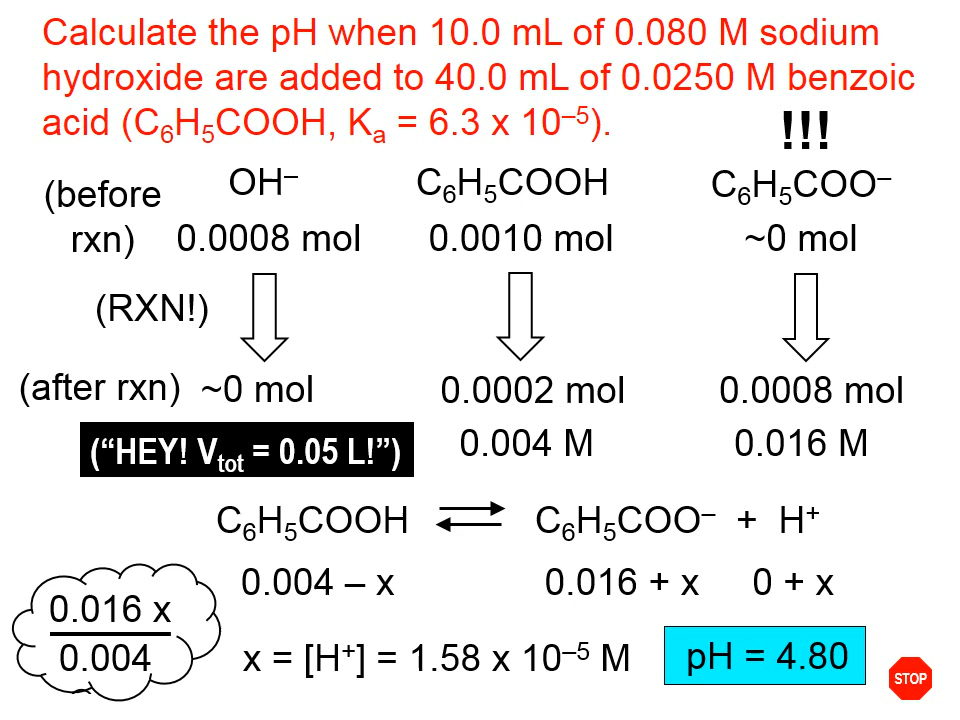 Calculate the pH when 10.0 mL of 0.080 M sodium
hydroxide are added to 40.0 mL of 0.0250 M benzoic
acid (C₆H₅COOH, Kₐ = 6.3 x 10⁻⁵).
!!!
(before rxn) OH⁻ C₆H₅COOH C₆H₅COO⁻
0.0008 mol 0.0010 mol ~0 mol
(RXN!)
(after rxn) ~0 mol 0.0002 mol 0.0008 mol
("HEY! Vtot = 0.05 L!") 0.004 M 0.016 M
C₆H₅COOH ⇌ C₆H₅COO⁻ + H⁺
0.004 – x 0.016 + x 0 + x
0.016 x
0.004
x = [H⁺] = 1.58 x 10⁻⁵ M pH = 4.80
STOP